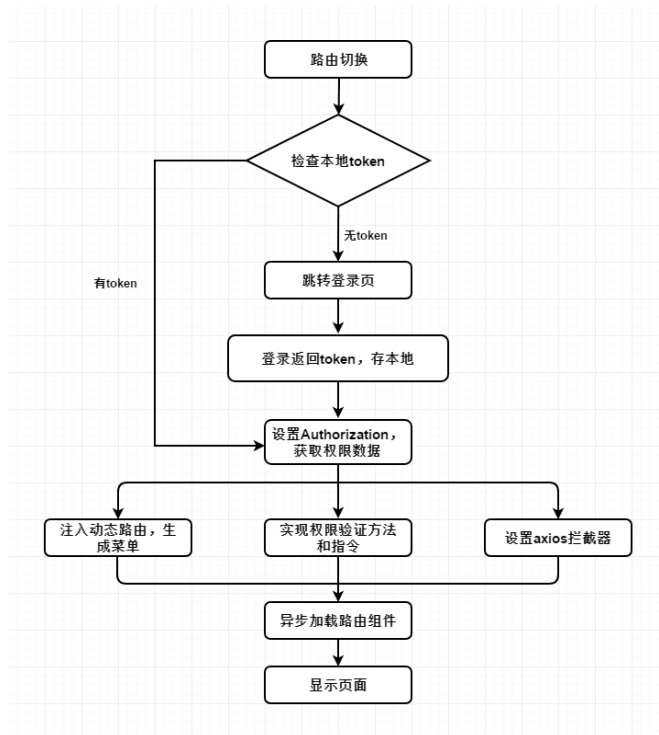 路由切换
检查本地token
无token
有token
跳转登录页
登录返回token，存本地
设置Authorization，
获取权限数据
注入动态路由，生
成菜单
实现权限验证方法
和指令
设置axios拦截器
异步加载路由组件
显示页面